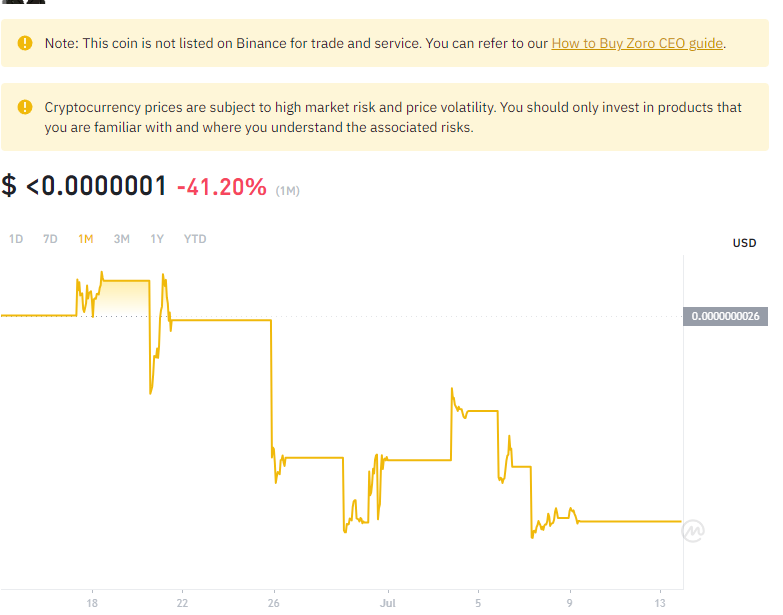 Note: This coin is not listed on Binance for trade and service. You can refer to our How to Buy Zoro CEO guide.
Cryptocurrency prices are subject to high market risk and price volatility. You should only invest in products that
you are familiar with and where you understand the associated risks.
$ <0.0000001 -41.20% (1M)
1D 7D 1M 3M 1Y YTD
USD
0.0000000026
18 22 26 Jul 5 9 13